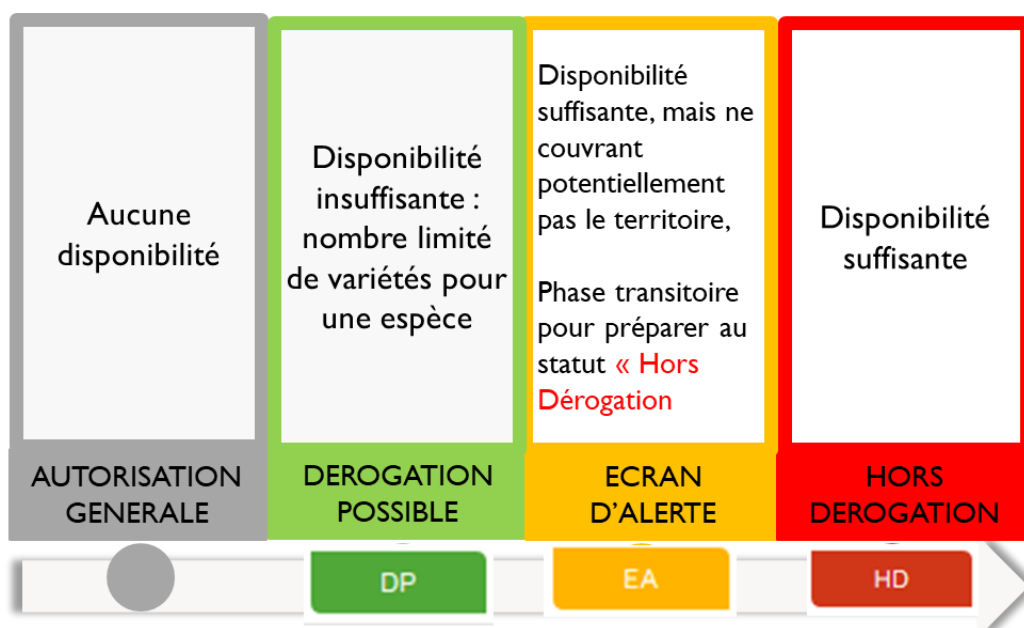 Aucune
disponibilité
AUTORISATION
GENERALE
Disponibilité
insuffisante :
nombre limité
de variétés pour
une espèce
DEROGATION
POSSIBLE
DP
Disponibilité
suffisante, mais ne
couvrant
potentiellement
pas le territoire,
Phase transitoire
pour préparer au
statut « Hors
Dérogation
ECRAN
D’ALERTE
EA
Disponibilité
suffisante
HORS
DEROGATION
HD